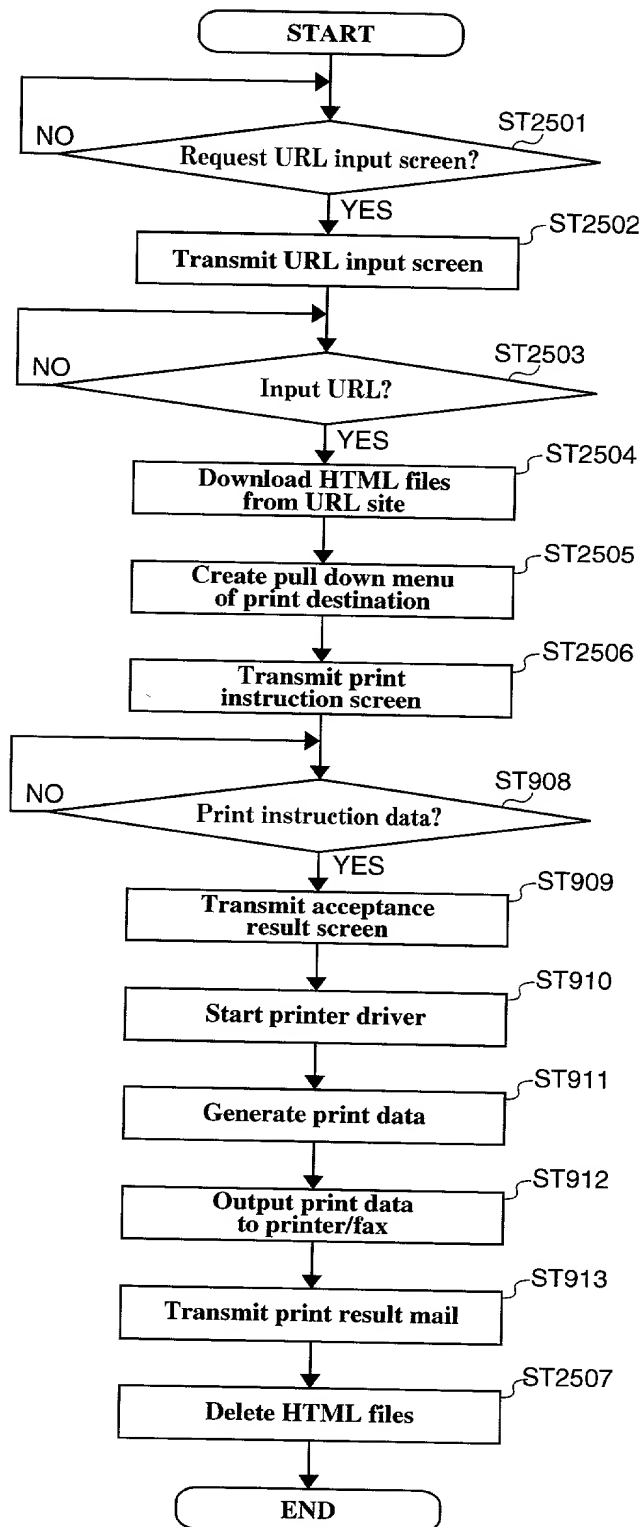 START
ST2501
NO
Request URL input screen?
YES
ST2502
Transmit URL input screen
ST2503
NO
Input URL?
YES
ST2504
Download HTML files
from URL site
ST2505
Create pull down menu
of print destination
ST2506
Transmit print
instruction screen
ST908
NO
Print instruction data?
YES
ST909
Transmit acceptance
result screen
ST910
Start printer driver
ST911
Generate print data
ST912
Output print data
to printer/fax
ST913
Transmit print result mail
ST2507
Delete HTML files
END